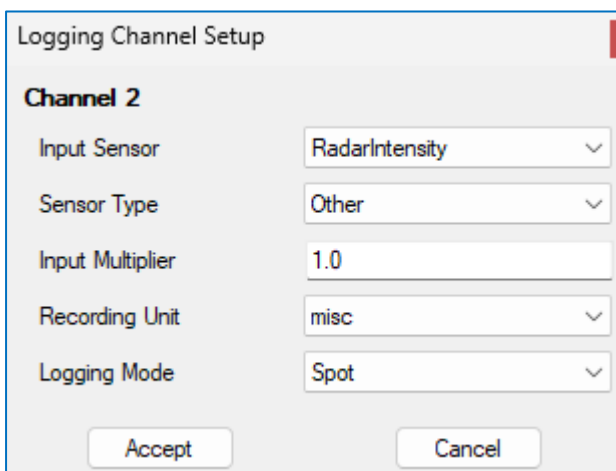 Logging Channel Setup
Channel 2
Input Sensor RadarIntensity
Sensor Type Other
Input Multiplier 1.0
Recording Unit misc
Logging Mode Spot
Accept Cancel